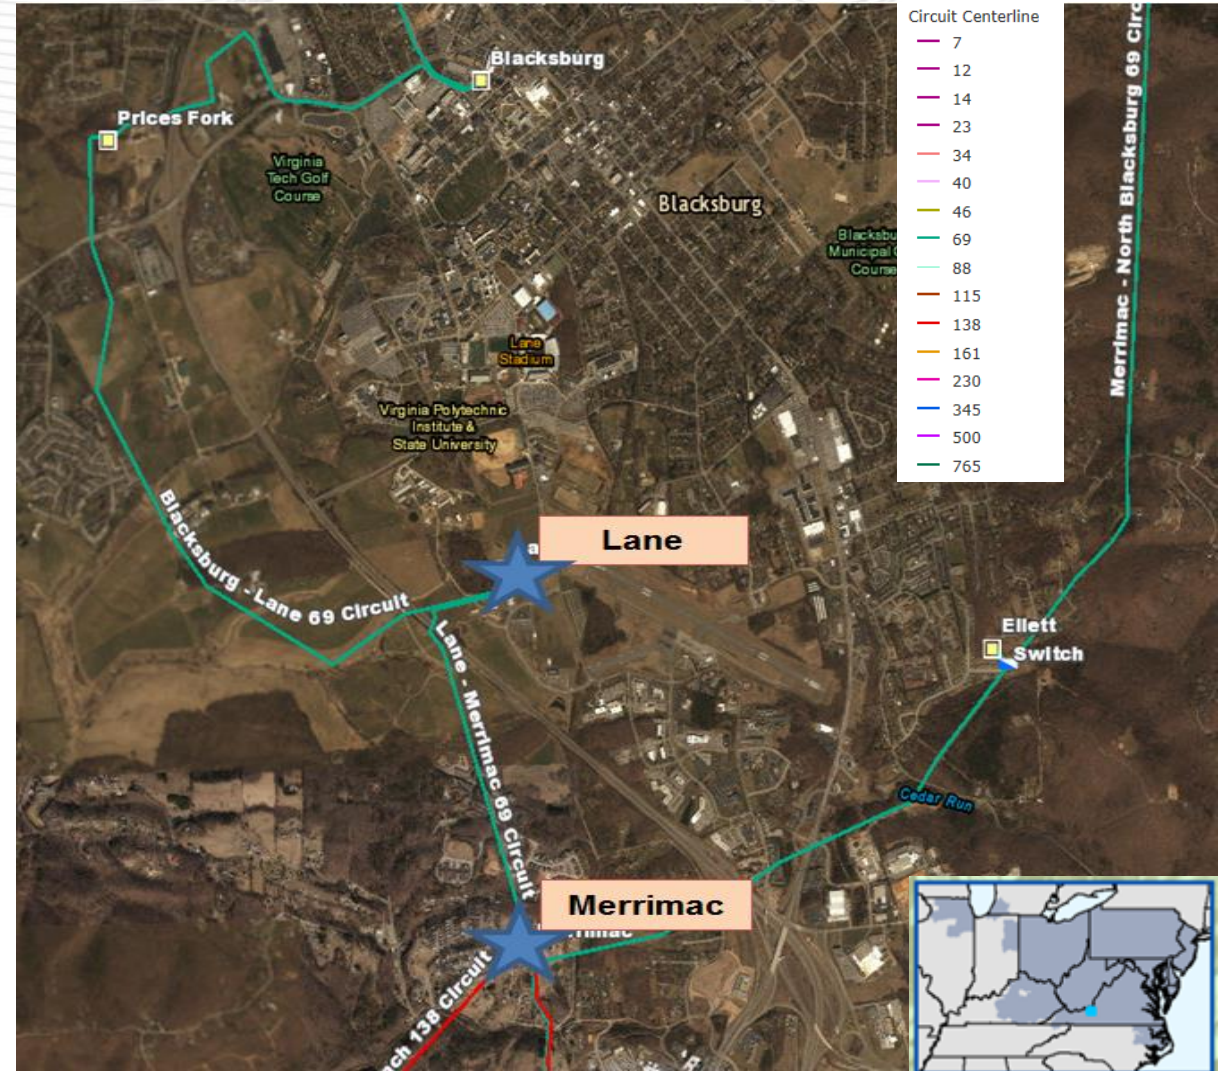 Blacksburg
Prices Fork
Virginia
Tech Golf
Course
Blacksburg
Municipal
Course
Lane
Stadium
Virginia Polytechnic
Institute &
State University
Blacksburg - Lane 69 Circuit
Lane
Lane - Merrimac 69 Circuit
Merrimac - North Blacksburg 69 Circ
Ellett
Switch
Cedar Run
Merrimac
138 Circuit
Circuit Centerline
7
12
14
23
34
40
46
69
88
115
138
161
230
345
500
765